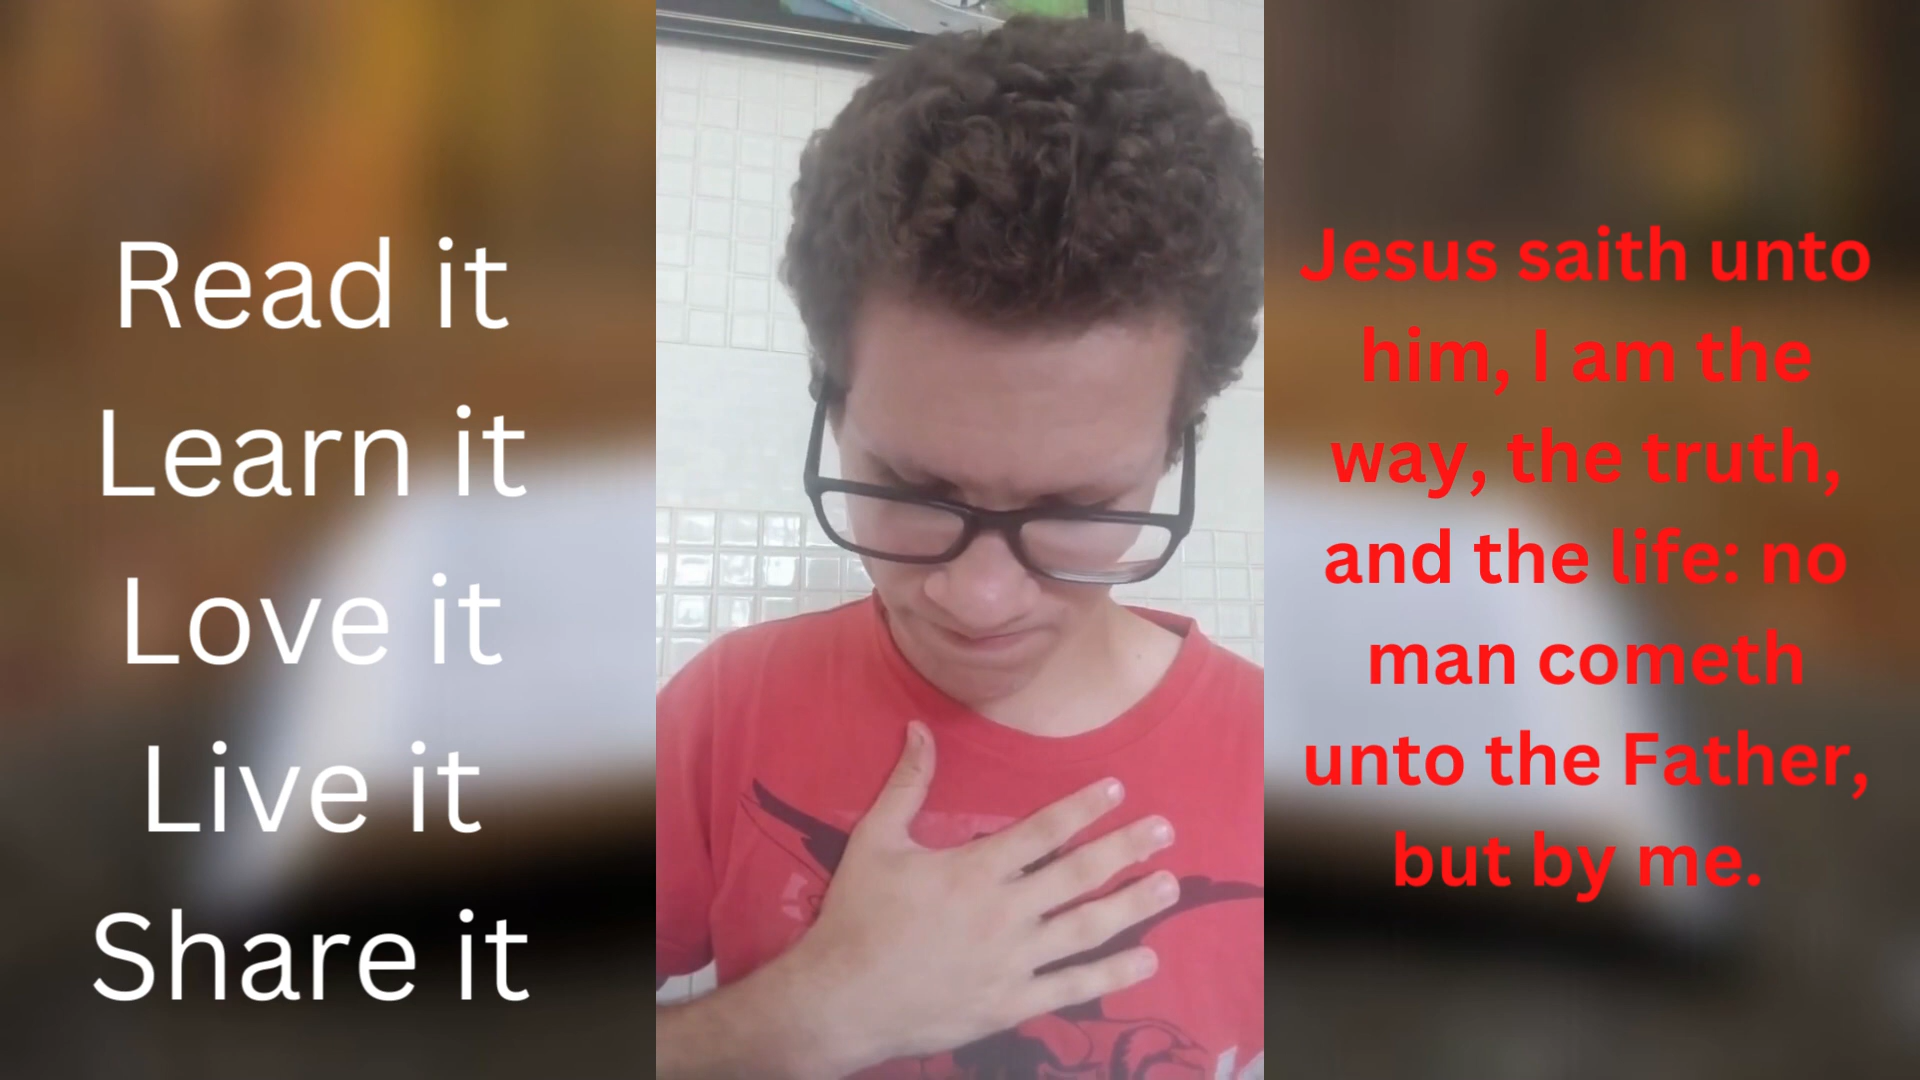 Read it
Learn it
Love it
Live it
Share it
Jesus saith unto
him, I am the
way, the truth,
and the life: no
man cometh
unto the Father,
but by me.